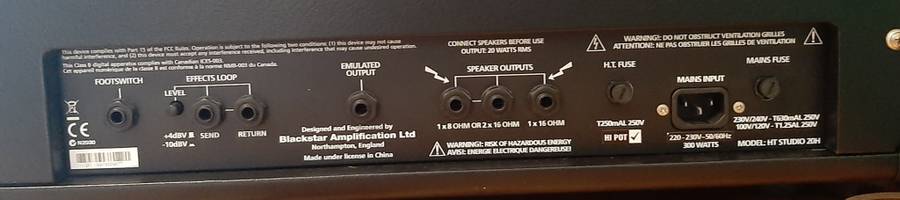 This device complies with Part 15 of the FCC Rules. Operation is subject to the following two conditions: (1) this device may not cause
harmful interference, and (2) this device must accept any interference received, including interference that may cause undesired operation.
This Class B digital apparatus complies with Canadian ICES-003.
Cet appareil numérique de la classe B est conforme à la norme NMB-003 du Canada.
FOOTSWITCH
EFFECTS LOOP
LEVEL
+4dBV
-10dBV
SEND
RETURN
CE
N2030
EMULATED
OUTPUT
Designed and Engineered by
Blackstar Amplification Ltd
Northampton, England
Made under license in China
CONNECT SPEAKERS BEFORE USE
OUTPUT: 20 WATTS RMS
SPEAKER OUTPUTS
1 x 8 OHM OR 2 x 16 OHM
1 x 16 OHM
WARNING!: RISK OF HAZARDOUS ENERGY
AVIS!: ENERGIE ELECTRIQUE DANGEREUSE!
WARNING!: DO NOT OBSTRUCT VENTILATION GRILLES
ATTENTION!: NE PAS OBSTRUER LES GRILLES DE VENTILATION
H.T. FUSE
T250mAL 250V
HI POT
MAINS INPUT
220 - 230V~50/60Hz
300 WATTS
MAINS FUSE
230V/240V - T630mAL 250V
100V/120V - T1.25AL 250V
MODEL: HT STUDIO 20H